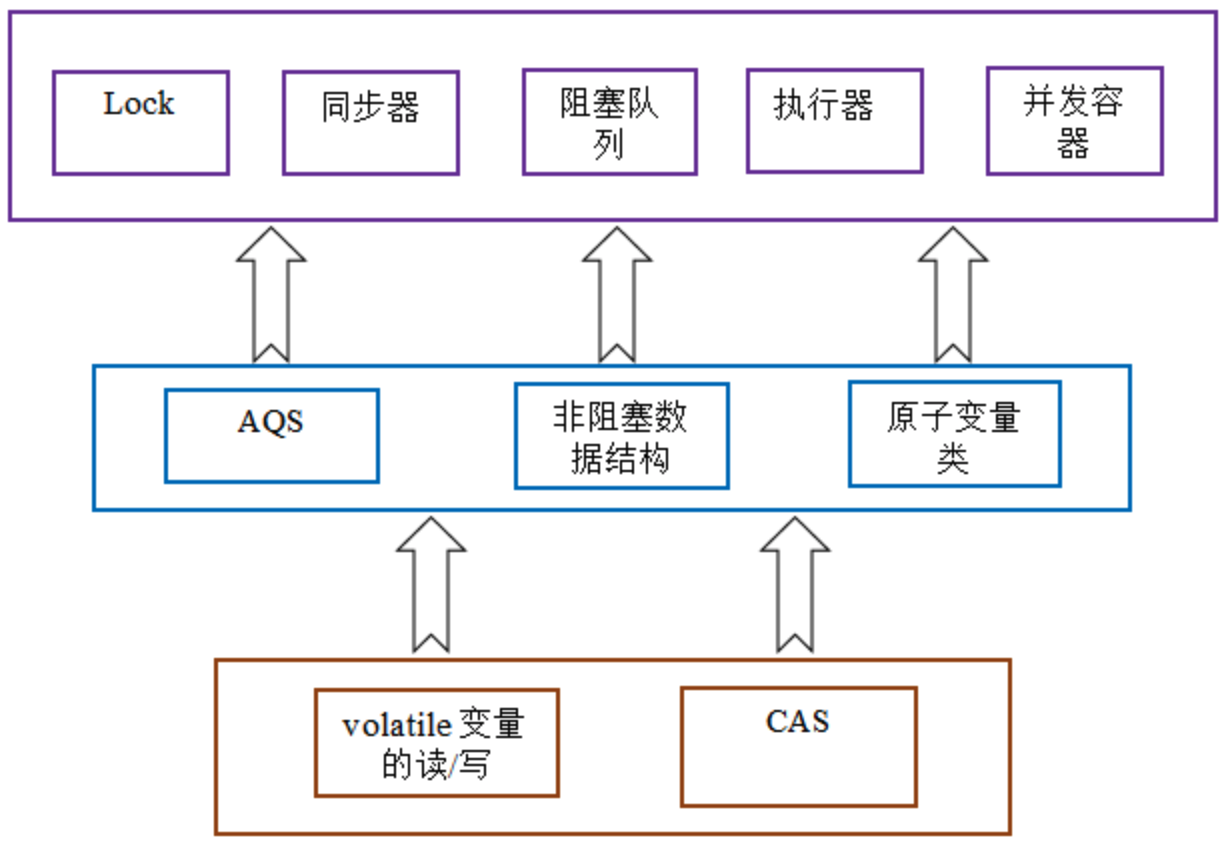 Lock
同步器
阻塞队
列
执行器
并发容
器
AQS
非阻塞数
据结构
原子变量
类
volatile 变量
的读/写
CAS